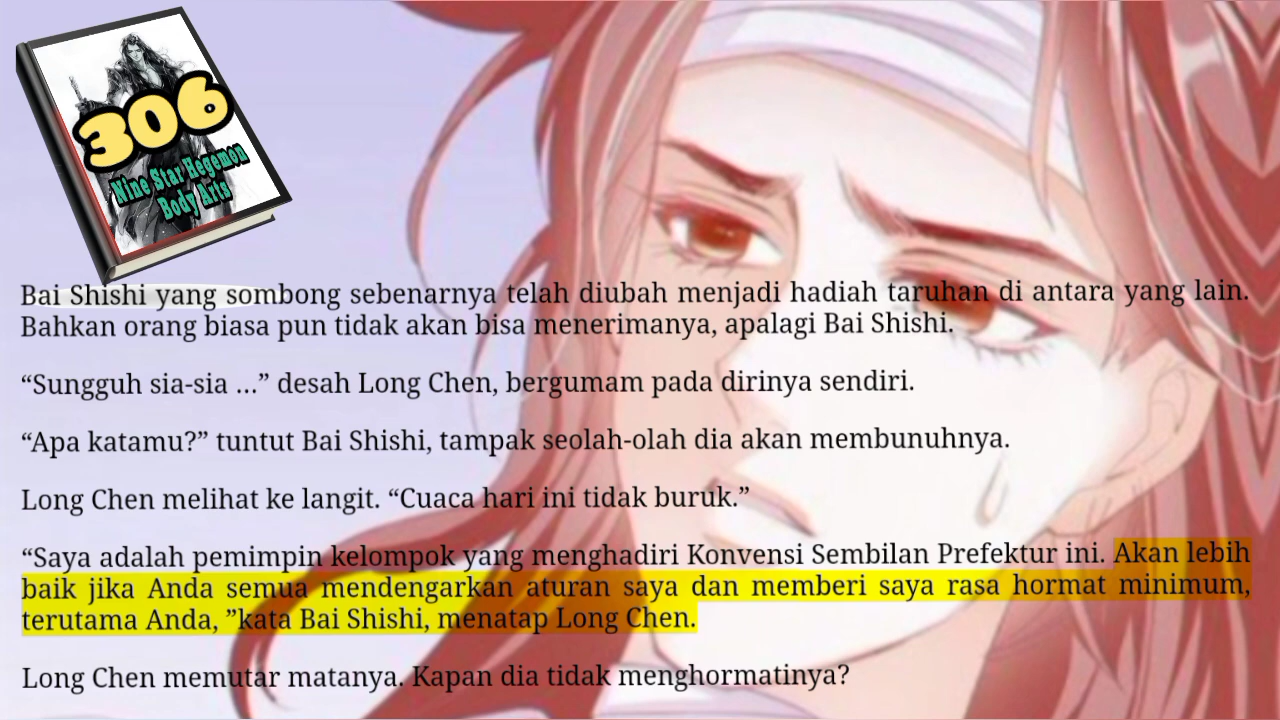 306
Nine Star Hegemon
Body Arts
Bai Shishi yang sombong sebenarnya telah diubah menjadi hadiah taruhan di antara yang lain.
Bahkan orang biasa pun tidak akan bisa menerimanya, apalagi Bai Shishi.
“Sungguh sia-sia …” desah Long Chen, bergumam pada dirinya sendiri.
“Apa katamu?” tuntut Bai Shishi, tampak seolah-olah dia akan membunuhnya.
Long Chen melihat ke langit. “Cuaca hari ini tidak buruk.”
“Saya adalah pemimpin kelompok yang menghadiri Konvensi Sembilan Prefektur ini. Akan lebih
baik jika Anda semua mendengarkan aturan saya dan memberi saya rasa hormat minimum,
terutama Anda, ”kata Bai Shishi, menatap Long Chen.
Long Chen memutar matanya. Kapan dia tidak menghormatinya?